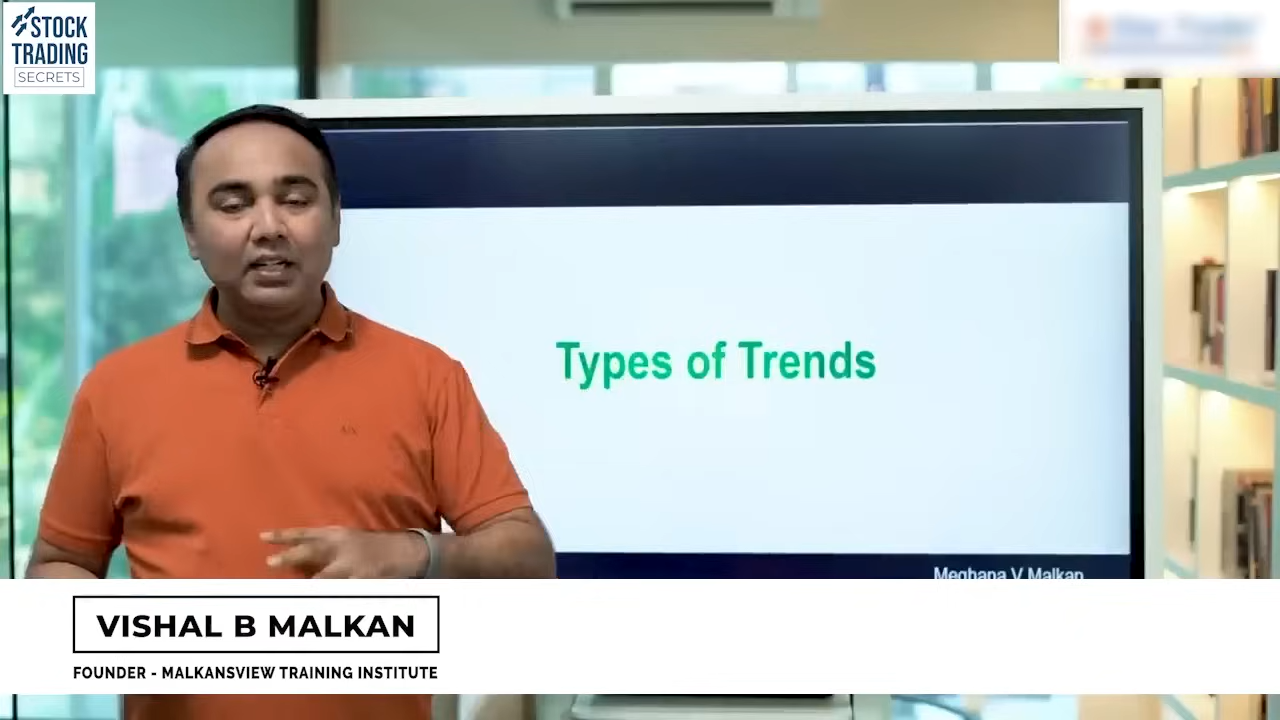 STOCK
TRADING
SECRETS
Types of Trends
Meghana V Malkan
VISHAL B MALKAN
FOUNDER - MALKANSVIEW TRAINING INSTITUTE